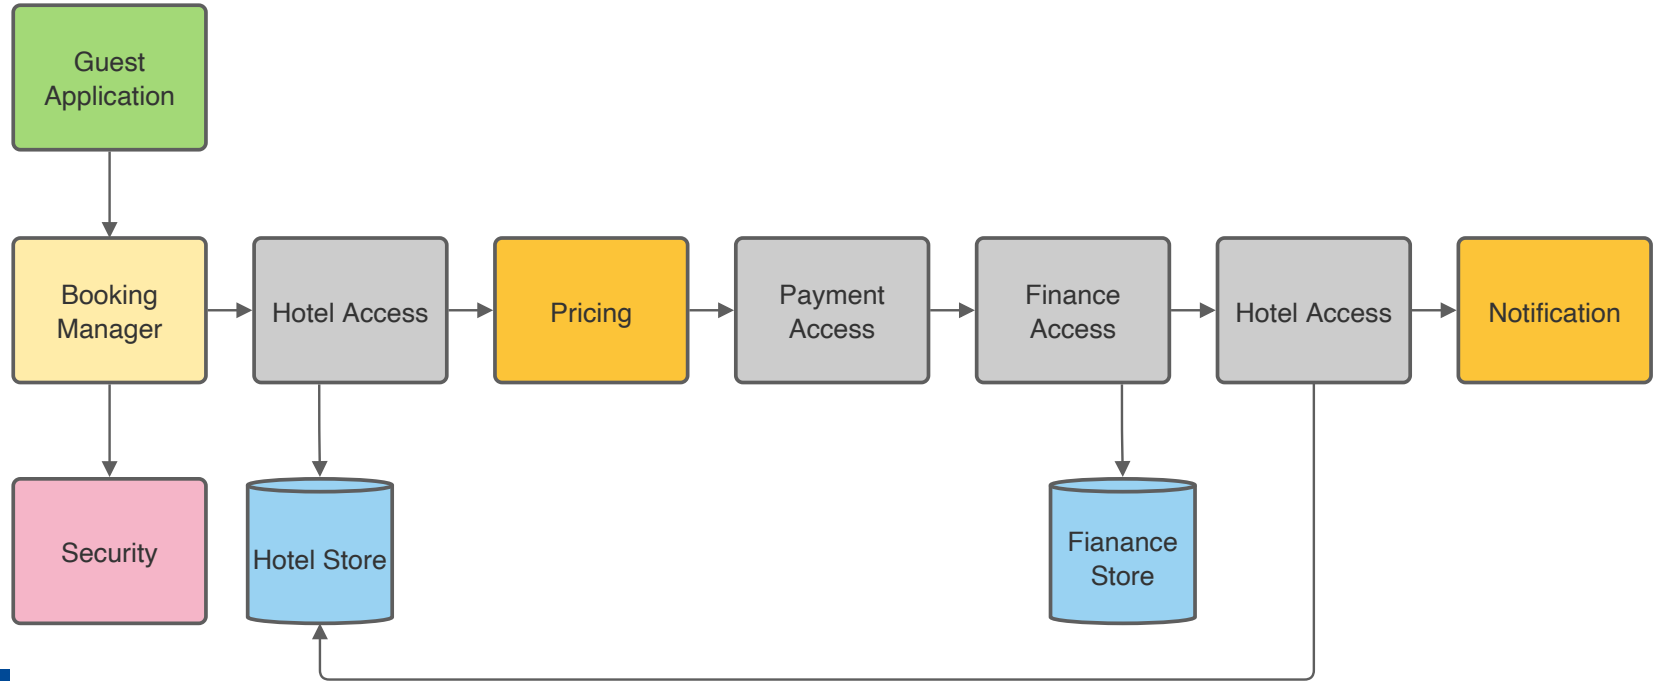 Guest
Application
Booking
Manager
Hotel Access
Pricing
Payment
Access
Finance
Access
Hotel Access
Notification
Security
Hotel Store
Fianance
Store